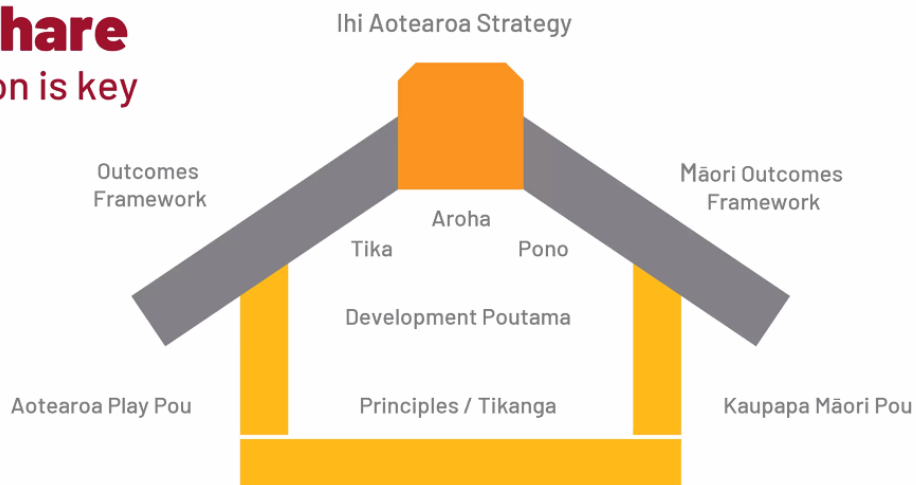 hare
on is key
Ihi Aotearoa Strategy
Outcomes
Framework
Māori Outcomes
Framework
Aroha
Tika
Pono
Development Poutama
Aotearoa Play Pou
Principles / Tikanga
Kaupapa Māori Pou